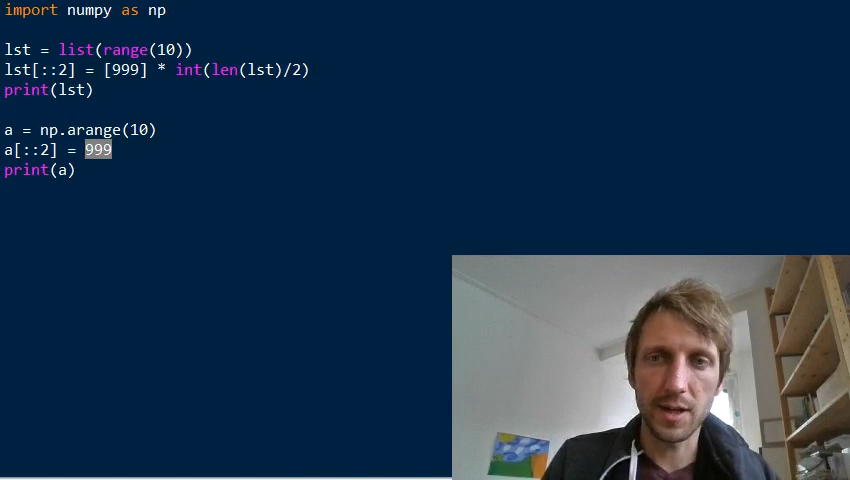 import numpy as np
lst = list(range(10))
lst[::2] = [999] * int(len(lst)/2)
print(lst)
a = np.arange(10)
a[::2] = 999
print(a)